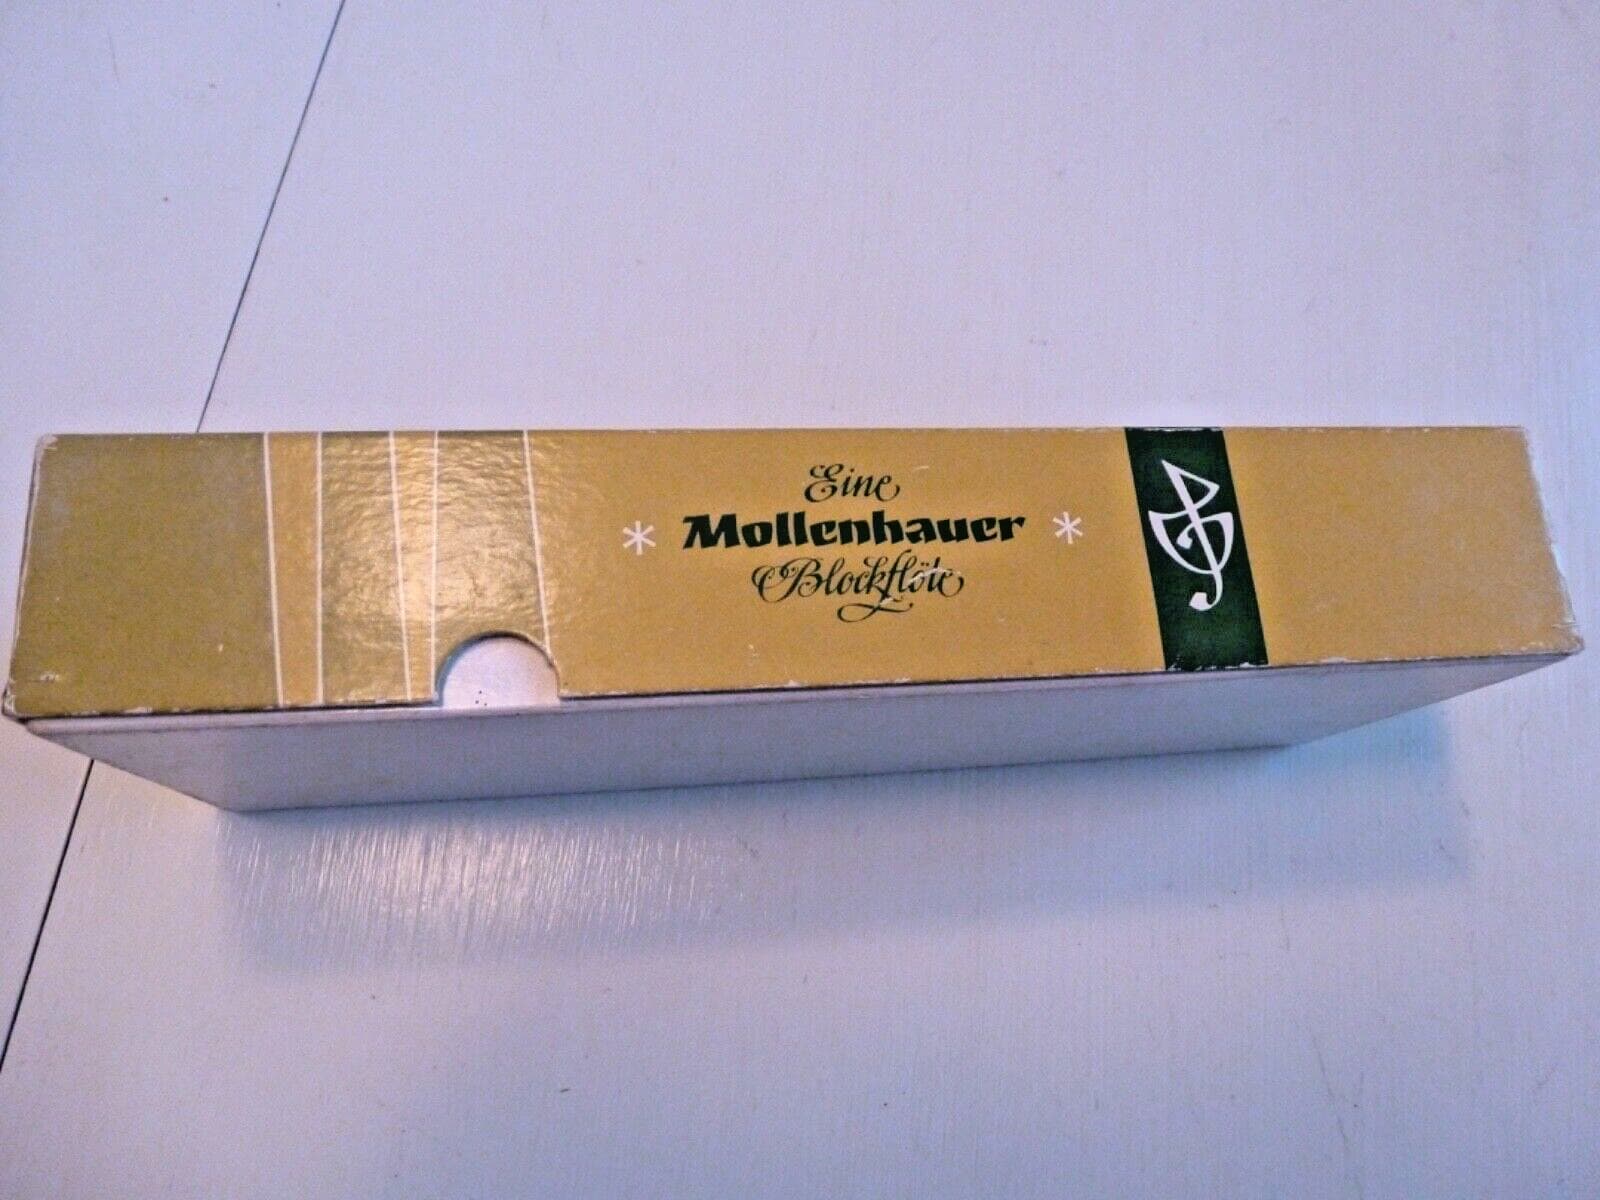 Eine
* Mollenhauer *
Blockflöte